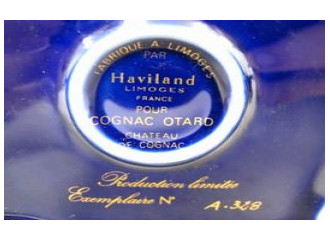 FABRIQUE A LIMOGES
PAR
Haviland
LIMOGES
FRANCE
POUR
COGNAC OTARD
CHATEAU
DE COGNAC
Production limitée
Exemplaire N° A-328